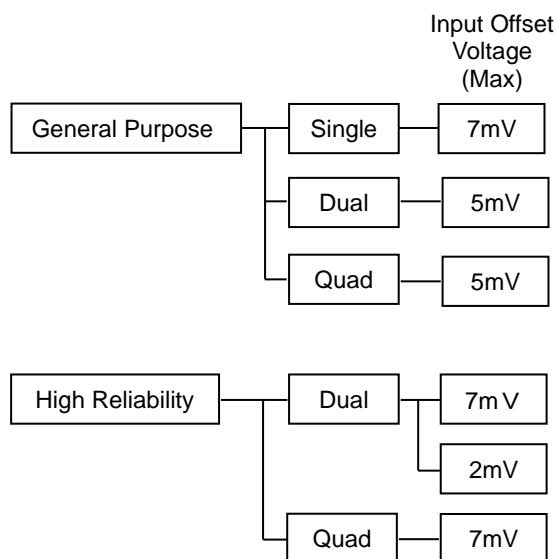 Input Offset
Voltage
(Max)
General Purpose
Single
7mV
Dual
5mV
Quad
5mV
High Reliability
Dual
7mV
2mV
Quad
7mV